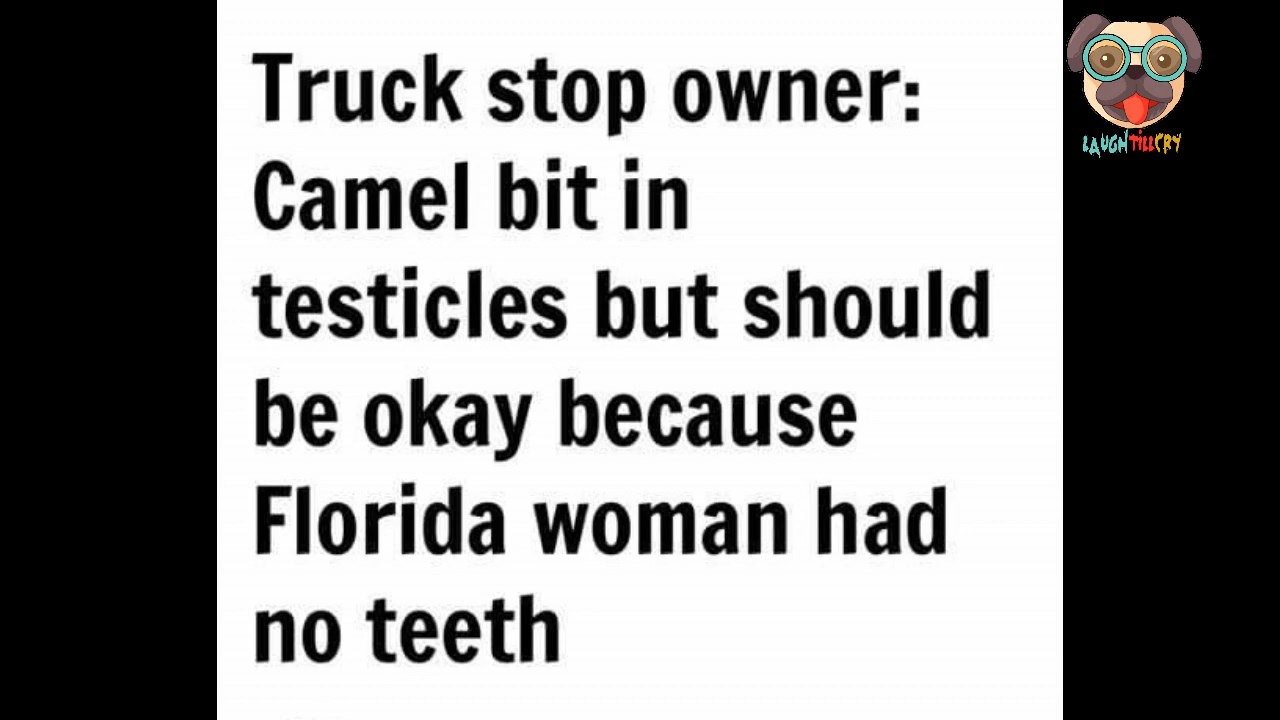 Truck stop owner:
Camel bit in
testicles but should
be okay because
Florida woman had
no teeth
LAUGHTILLCRY